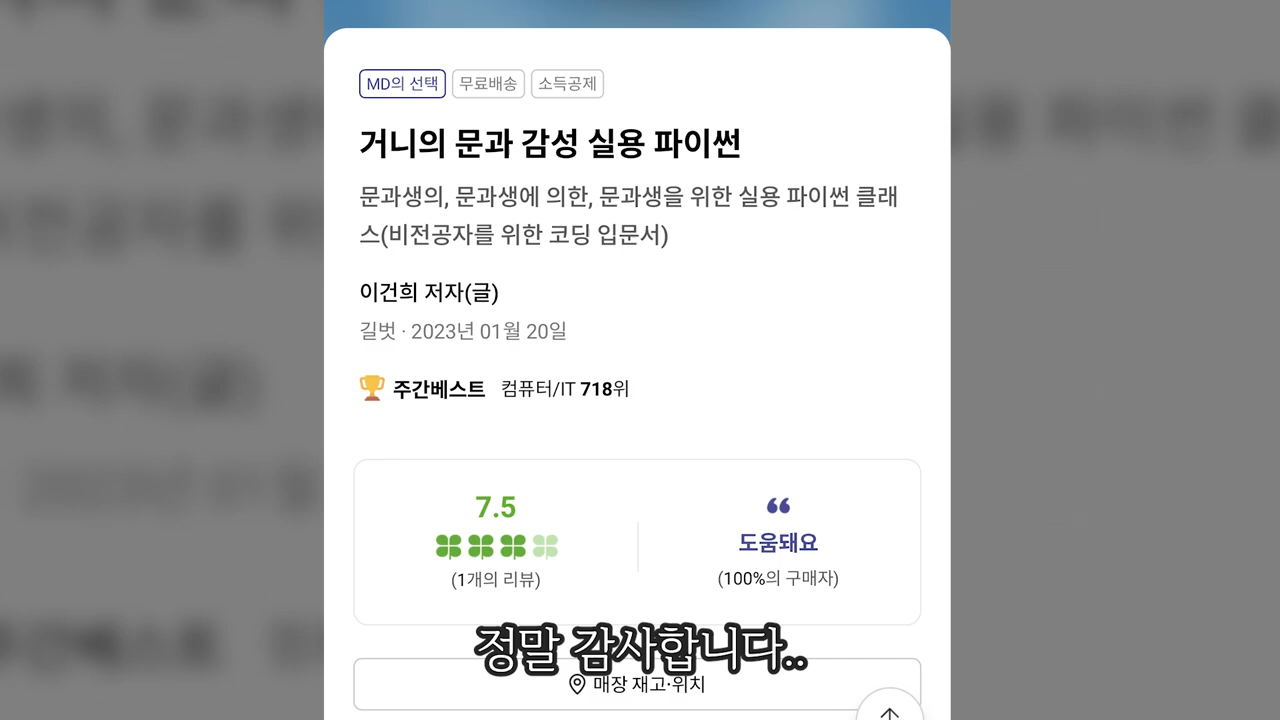 MD의 선택 무료배송 소득공제
거니의 문과 감성 실용 파이썬
문과생의, 문과생에 의한, 문과생을 위한 실용 파이썬 클래
스(비전공자를 위한 코딩 입문서)
이건희 저자(글)
길벗 · 2023년 01월 20일
주간베스트 컴퓨터/IT 718위
7.5
(1개의 리뷰)
❝
도움돼요
(100%의 구매자)
정말 감사합니다..
매장 재고·위치